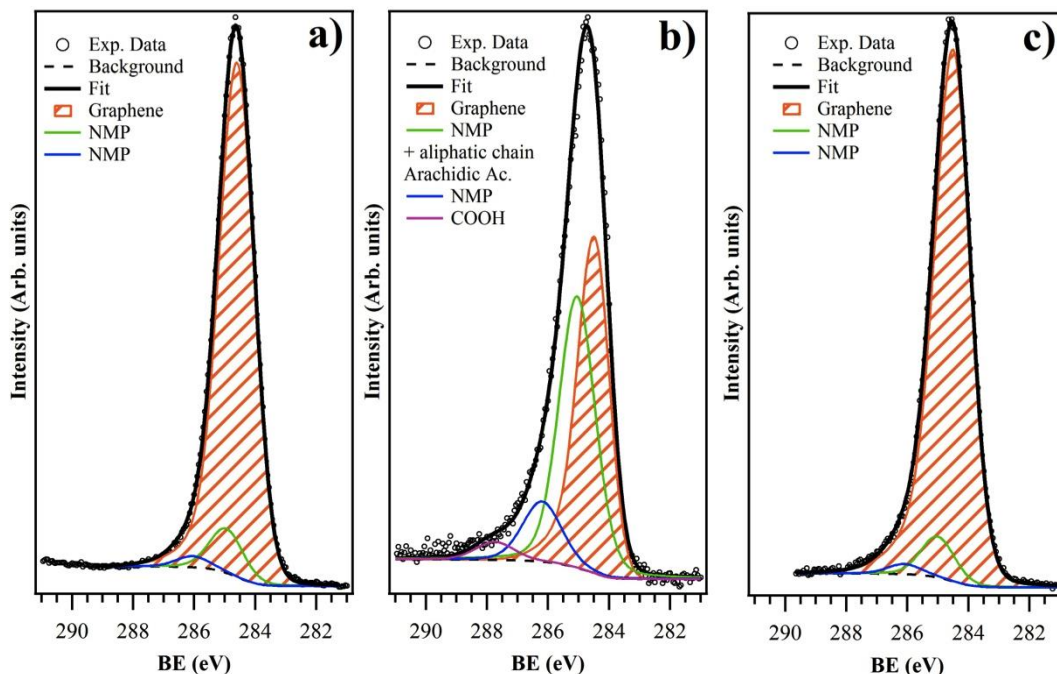 a)
Exp. Data
Background
Fit
Graphene
NMP
NMP
Intensity (Arb. units)
290 288 286 284 282
BE (eV)
b)
Exp. Data
Background
Fit
Graphene
NMP
+ aliphatic chain
Arachidic Ac.
NMP
COOH
Intensity (Arb. units)
290 288 286 284 282
BE (eV)
c)
Exp. Data
Background
Fit
Graphene
NMP
NMP
Intensity (Arb. units)
290 288 286 284 282
BE (eV)